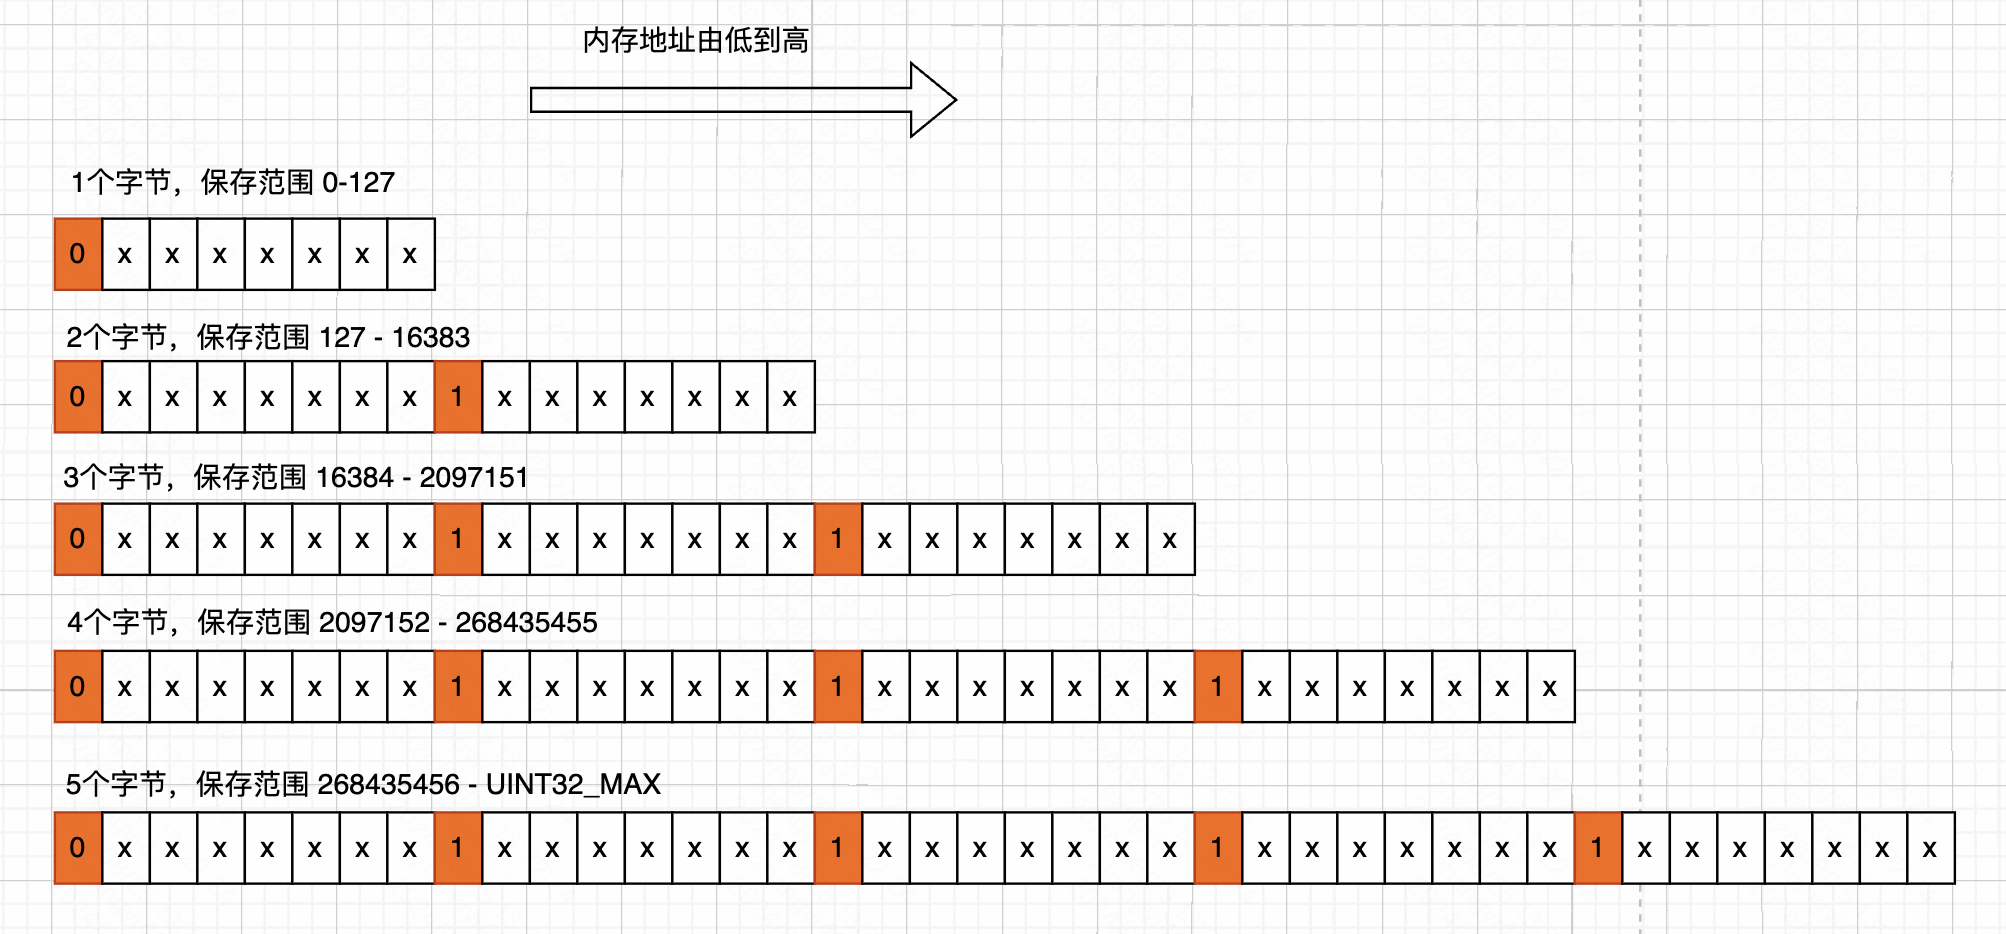 内存地址由低到高
1个字节，保存范围 0-127
0 x x x x x x x
2个字节，保存范围 127 - 16383
0 x x x x x x x 1 x x x x x x x
3个字节，保存范围 16384 - 2097151
0 x x x x x x x 1 x x x x x x x 1 x x x x x x x
4个字节，保存范围 2097152 - 268435455
0 x x x x x x x 1 x x x x x x x 1 x x x x x x x 1 x x x x x x x
5个字节，保存范围 268435456 - UINT32_MAX
0 x x x x x x x 1 x x x x x x x 1 x x x x x x x 1 x x x x x x x 1 x x x x x x x